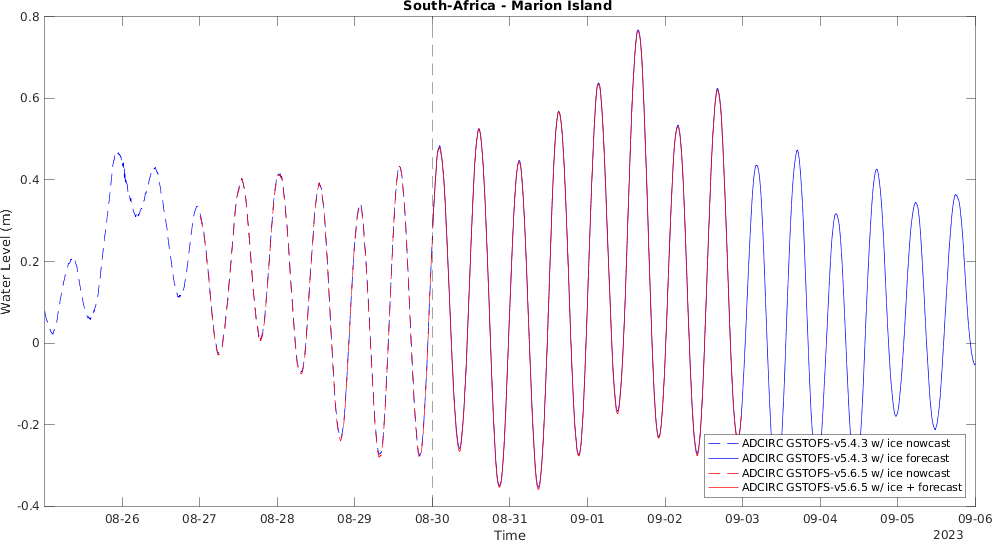 South-Africa - Marion Island
0.8
0.6
0.4
0.2
0
-0.2
-0.4
Water Level (m)
ADCIRC GSTOFS-v5.4.3 w/ ice nowcast
ADCIRC GSTOFS-v5.4.3 w/ ice forecast
ADCIRC GSTOFS-v5.6.5 w/ ice nowcast
ADCIRC GSTOFS-v5.6.5 w/ ice + forecast
08-26 08-27 08-28 08-29 08-30 08-31 09-01 09-02 09-03 09-04 09-05 09-06
Time
2023